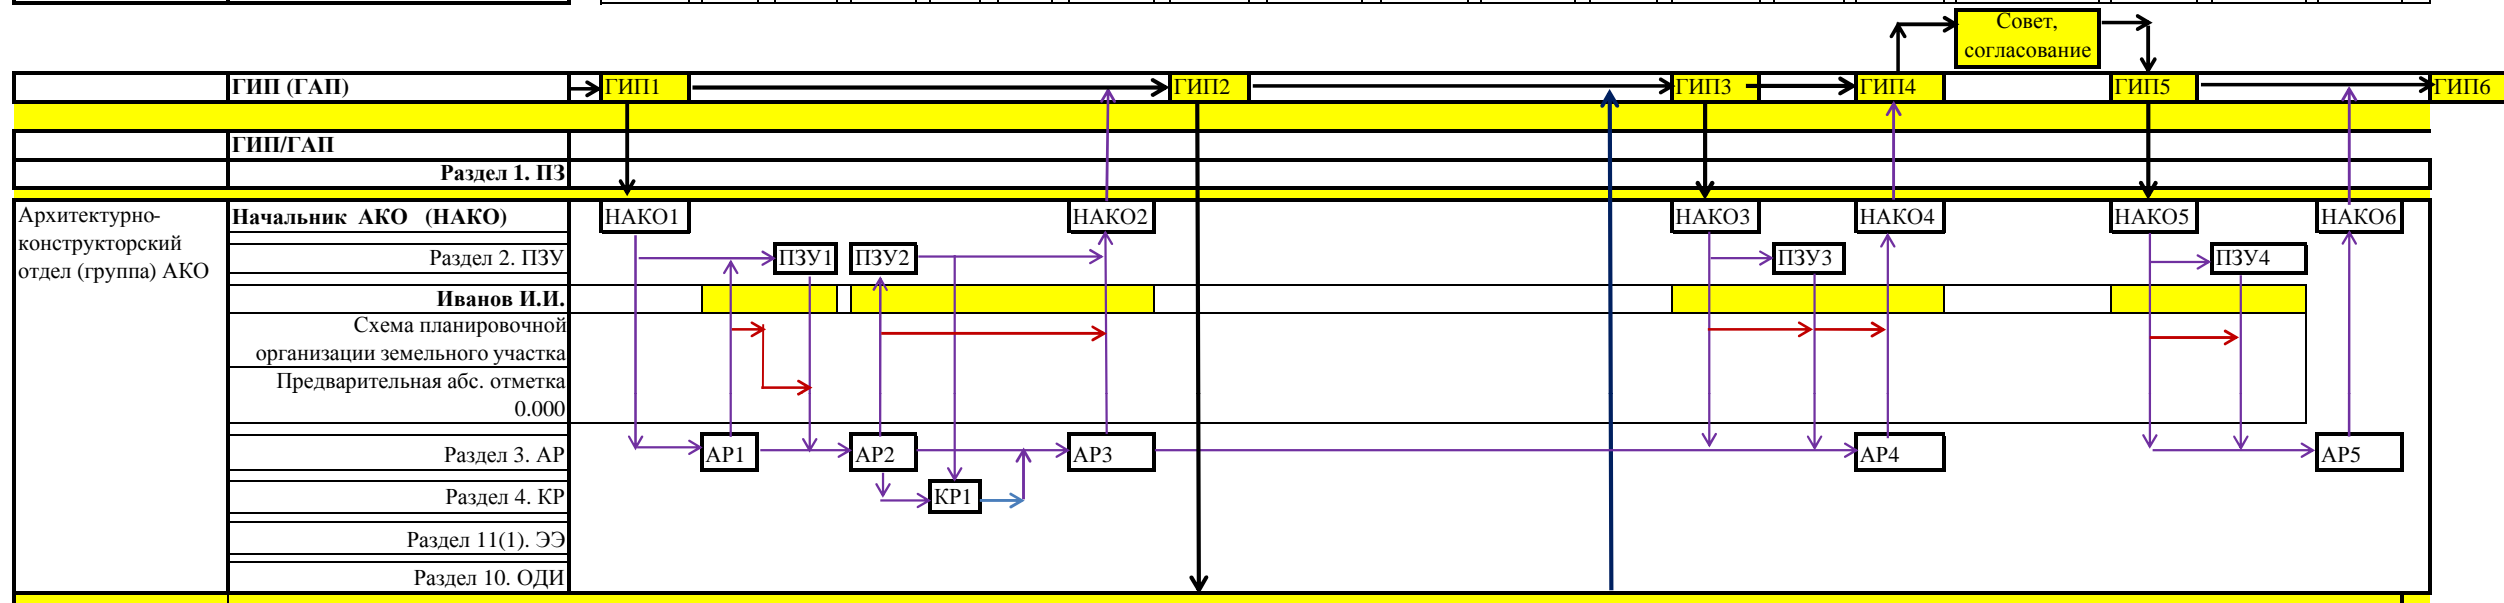 Совет,
согласование
ГИП (ГАП) ГИП1 ГИП2 ГИП3 ГИП4 ГИП5 ГИП6
ГИП/ГАП
Раздел 1. ПЗ
Архитектурно-
конструкторский
отдел (группа) АКО
Начальник АКО (НАКО) НАКО1 НАКО2 НАКО3 НАКО4 НАКО5 НАКО6
Раздел 2. ПЗУ ПЗУ1 ПЗУ2 ПЗУ3 ПЗУ4
Иванов И.И.
Схема планировочной
организации земельного участка
Предварительная абс. отметка
0.000
Раздел 3. АР АР1 АР2 АР3 АР4 АР5
Раздел 4. КР КР1
Раздел 11(1). ЭЭ
Раздел 10. ОДИ